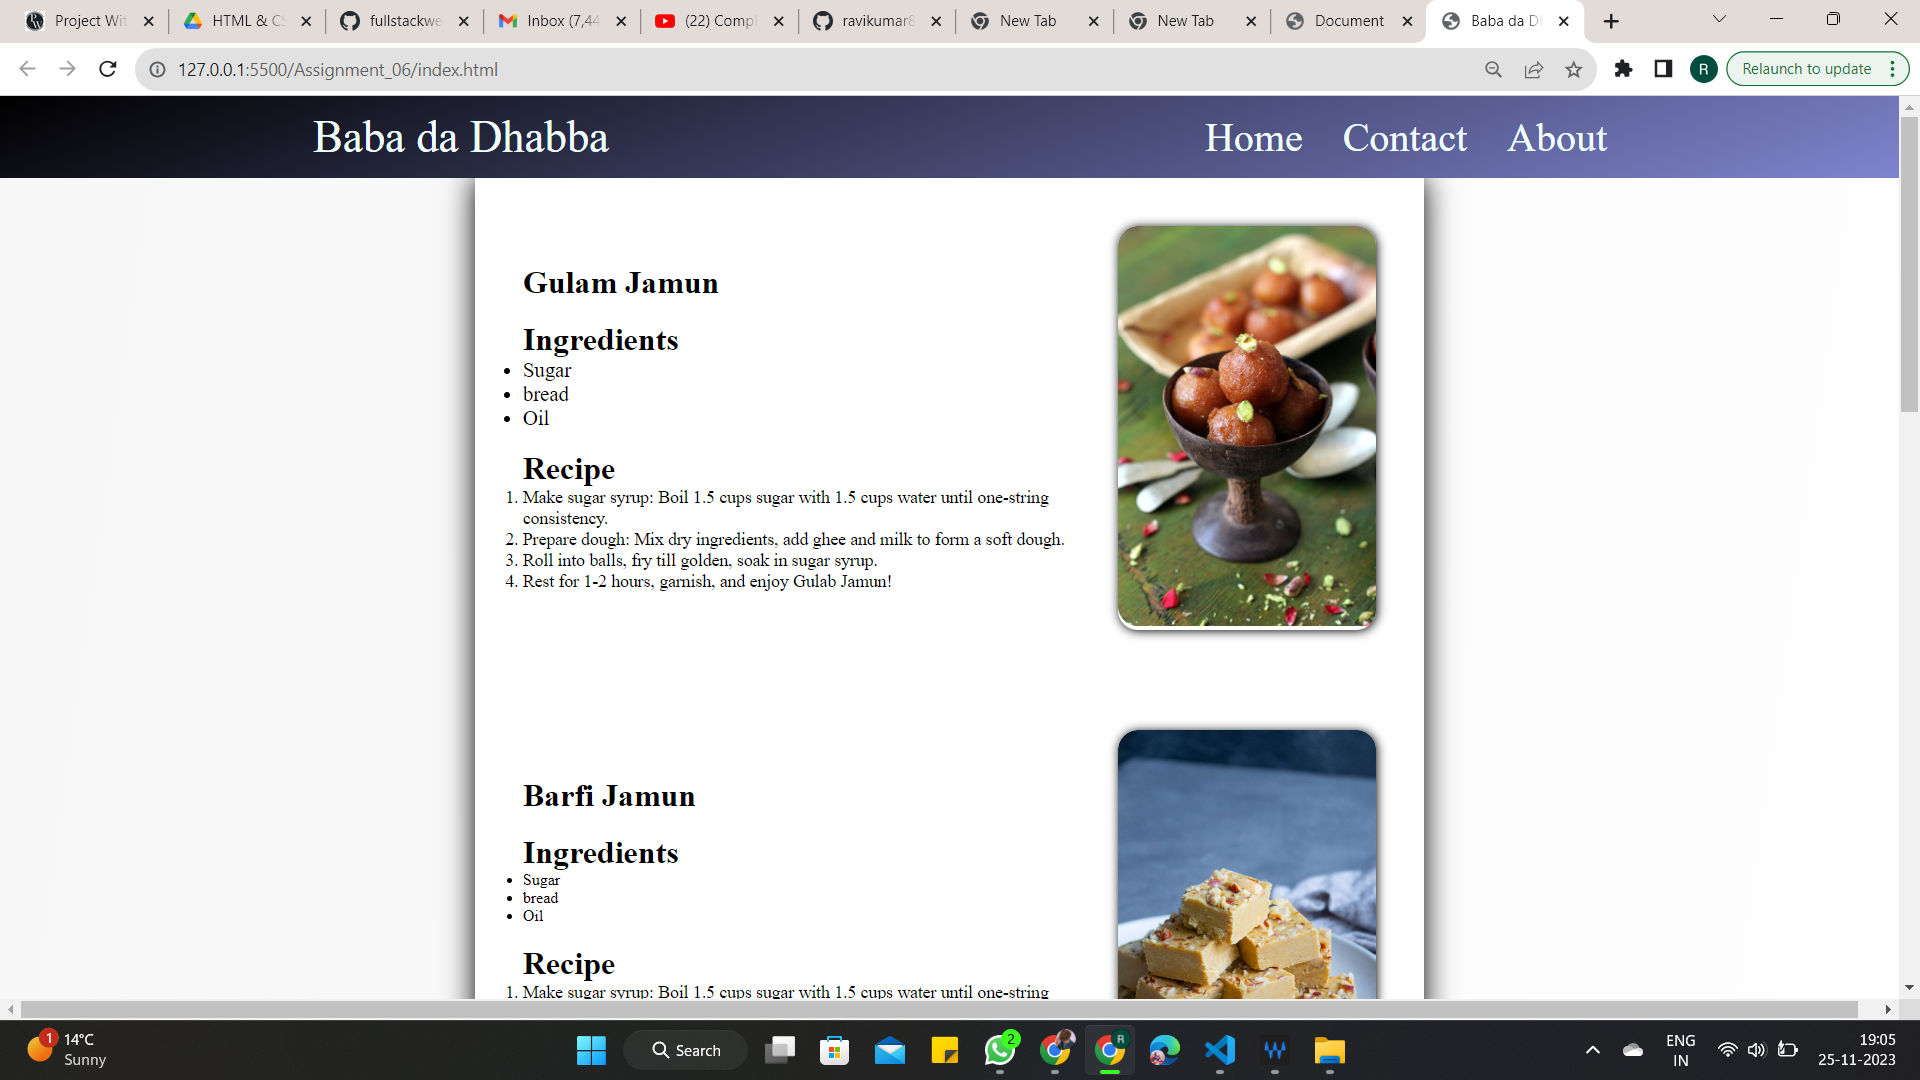 Project Wit
HTML & CS
fullstackwe
Inbox (7,44
(22) Compl
ravikumar8
New Tab
New Tab
Document
Baba da D
127.0.0.1:5500/Assignment_06/index.html
R
Relaunch to update
Baba da Dhabba
Home
Contact
About
Gulam Jamun
Ingredients
• Sugar
• bread
• Oil
Recipe
1. Make sugar syrup: Boil 1.5 cups sugar with 1.5 cups water until one-string
consistency.
2. Prepare dough: Mix dry ingredients, add ghee and milk to form a soft dough.
3. Roll into balls, fry till golden, soak in sugar syrup.
4. Rest for 1-2 hours, garnish, and enjoy Gulab Jamun!
Barfi Jamun
Ingredients
• Sugar
• bread
• Oil
Recipe
1. Make sugar syrup: Boil 1.5 cups sugar with 1.5 cups water until one-string
1
14°C
Sunny
Search
2
R
ENG
IN
19:05
25-11-2023